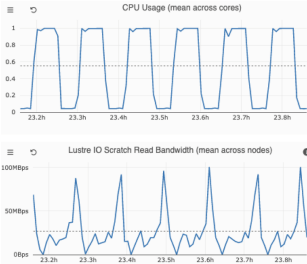 CPU Usage (mean across cores)
1
0.8
0.6
0.4
0.2
0
23.2h 23.3h 23.4h 23.5h 23.6h 23.7h 23.8h
Lustre IO Scratch Read Bandwidth (mean across nodes)
100MBps
50MBps
0Bps
23.2h 23.3h 23.4h 23.5h 23.6h 23.7h 23.8h